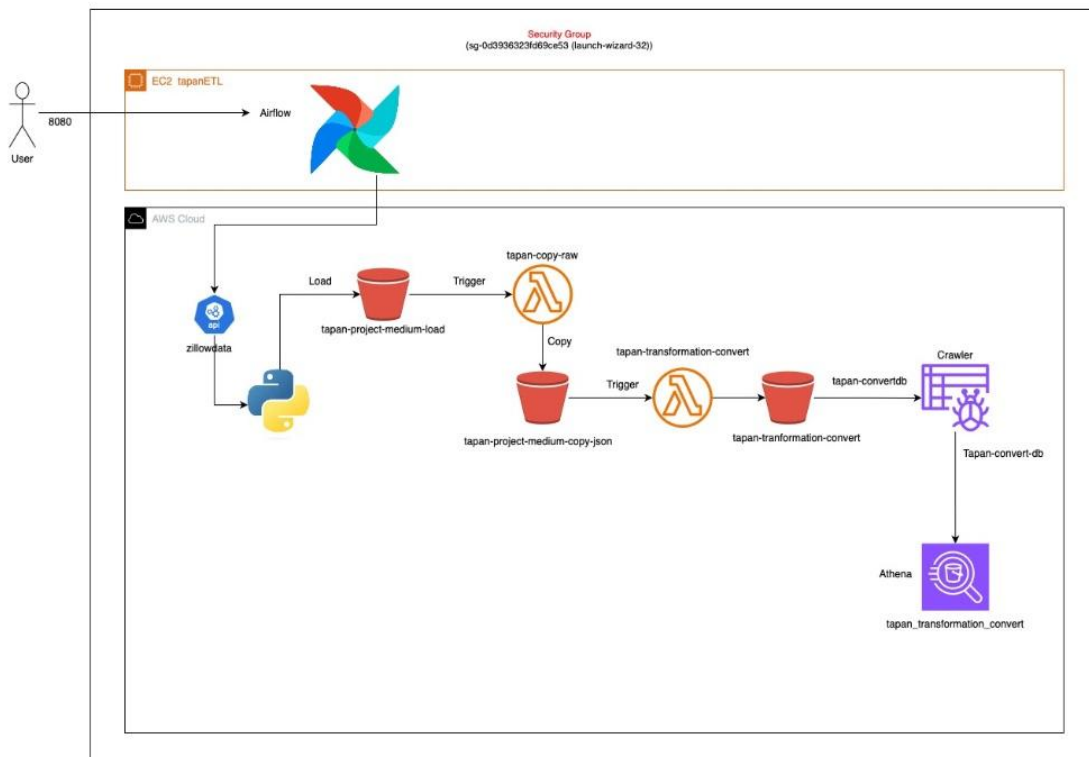 Security Group
(sg-0d3936323fd69ce53 (launch-wizard-32))
EC2 tapanETL
Airflow
8080
User
AWS Cloud
tapan-copy-raw
Load
Trigger
api
tapan-project-medium-load
zillowdata
Copy
tapan-transformation-convert
Crawler
Trigger
tapan-convertdb
tapan-project-medium-copy-json
tapan-tranformation-convert
Tapan-convert-db
Athena
tapan_transformation_convert